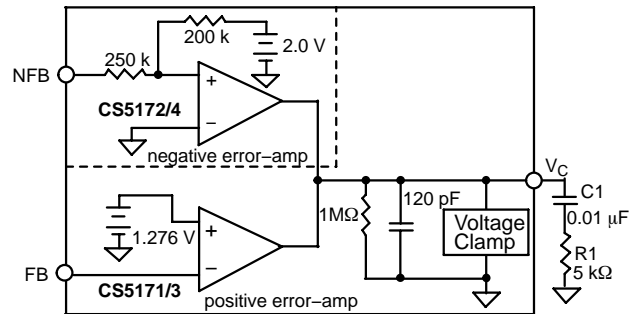 200 k
2.0 V
250 k
NFB
+
CS5172/4
−
negative error−amp
VC
C1
120 pF
0.01 µF
1MΩ
Voltage
Clamp
+
1.276 V
R1
−
5 kΩ
FB
CS5171/3
positive error−amp